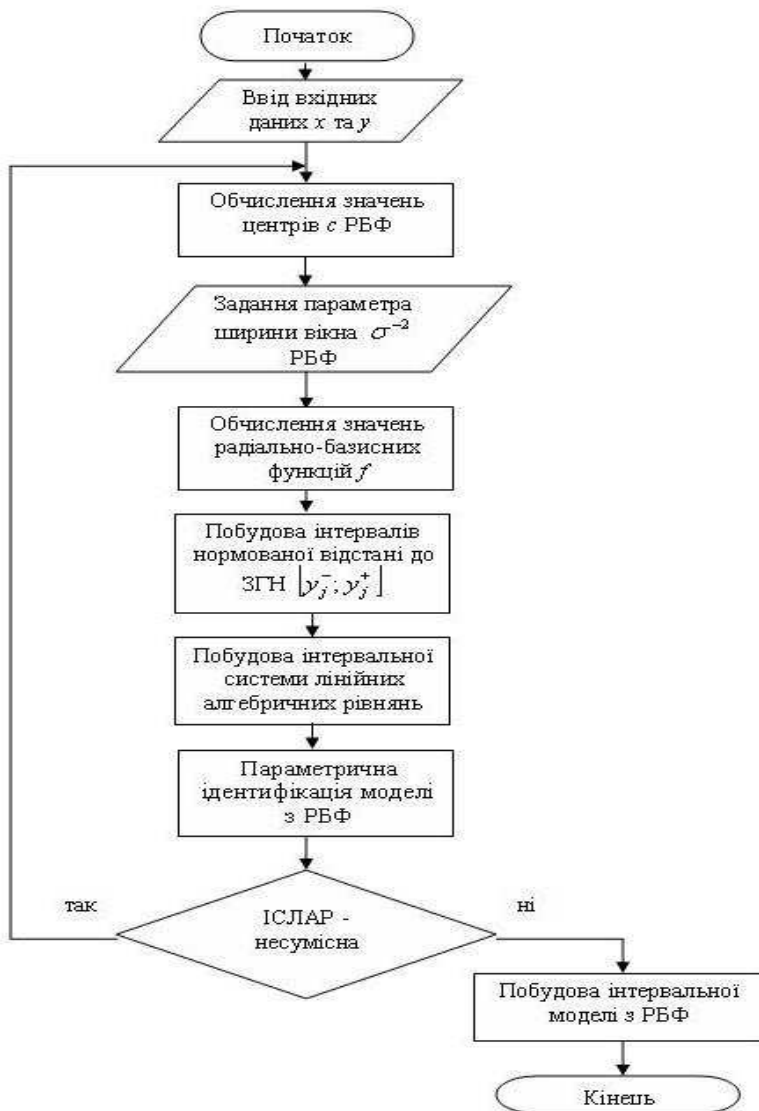 Початок
Ввід вхідних
даних x та y
Обчислення значень
центрів c РБФ
Задання параметра
ширини вікна σ⁻²
РБФ
Обчислення значень
радіально-базисних
функцій f
Побудова інтервалів
нормованої відстані до
ЗГН ⌊y_j^-; y_j^+⌋
Побудова інтервальної
системи лінійних
алгебричних рівнянь
Параметрична
ідентифікація моделі
з РБФ
так
ІСЛАР -
несумісна
ні
Побудова інтервальної
моделі з РБФ
Кінець